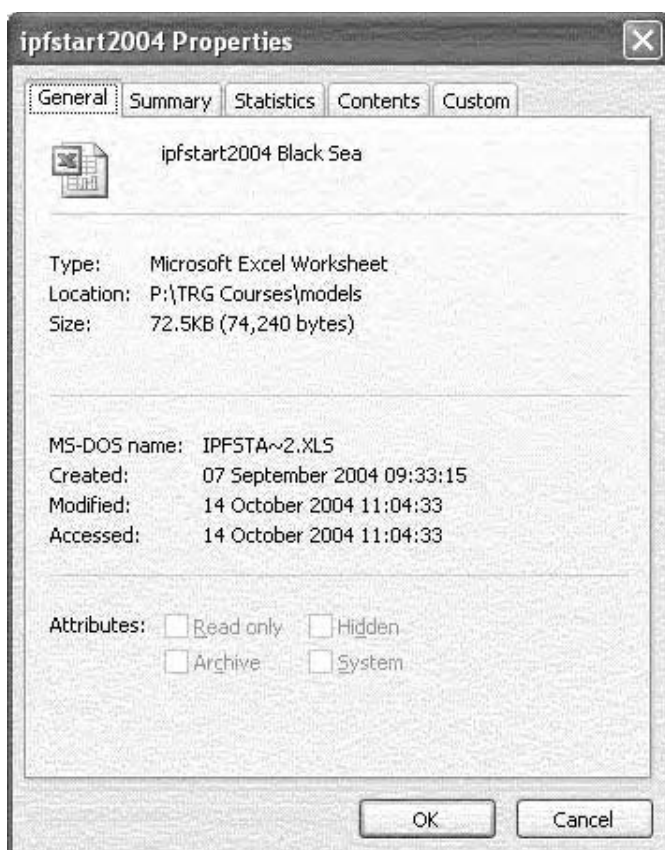 ipfstart2004 Properties
General Summary Statistics Contents Custom
ipfstart2004 Black Sea
Type: Microsoft Excel Worksheet
Location: P:\TRG Courses\models
Size: 72.5KB (74,240 bytes)
MS-DOS name: IPFSTA~2.XLS
Created: 07 September 2004 09:33:15
Modified: 14 October 2004 11:04:33
Accessed: 14 October 2004 11:04:33
Attributes: Read only Hidden
Archive System
OK Cancel